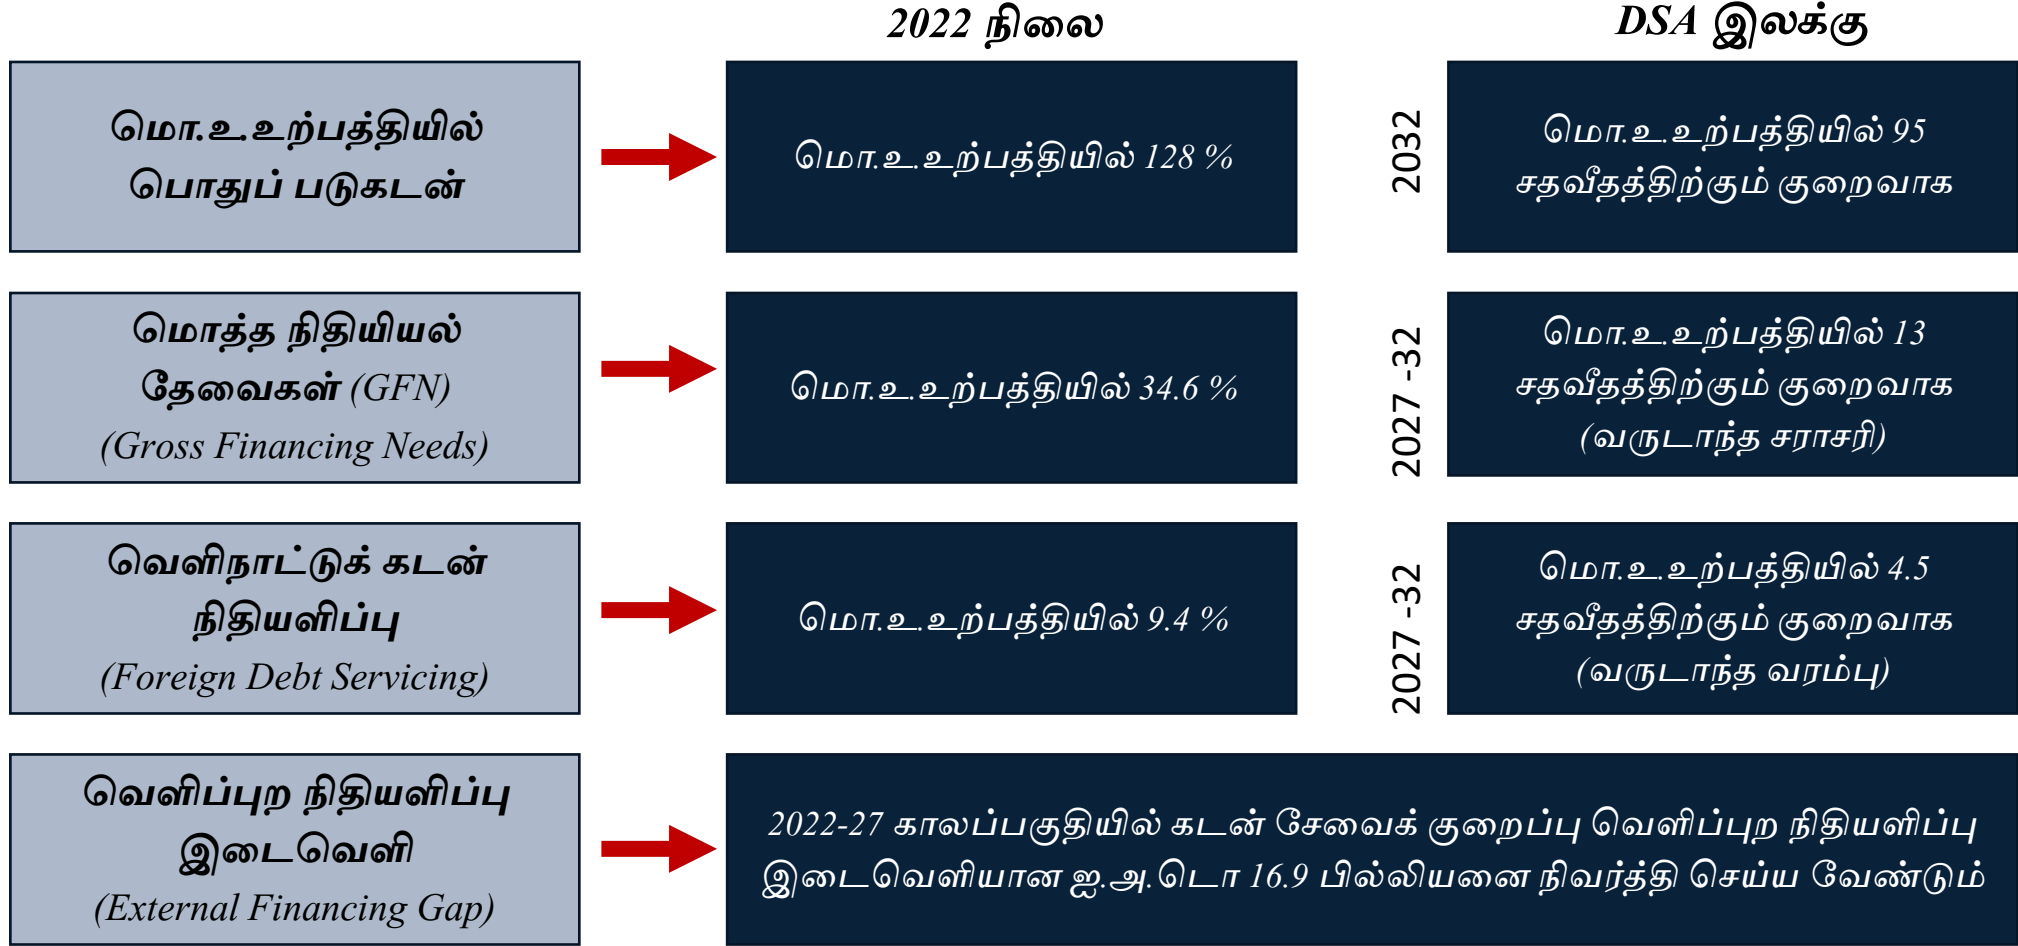 2022 நிலை
DSA இலக்கு
மொ.உ.உற்பத்தியில்
பொதுப் படுகடன்
மொ.உ.உற்பத்தியில் 128 %
2032
மொ.உ.உற்பத்தியில் 95
சதவீதத்திற்கும் குறைவாக
மொத்த நிதியியல்
தேவைகள் (GFN)
(Gross Financing Needs)
மொ.உ.உற்பத்தியில் 34.6 %
2027 -32
மொ.உ.உற்பத்தியில் 13
சதவீதத்திற்கும் குறைவாக
(வருடாந்த சராசரி)
வெளிநாட்டுக் கடன்
நிதியளிப்பு
(Foreign Debt Servicing)
மொ.உ.உற்பத்தியில் 9.4 %
2027 -32
மொ.உ.உற்பத்தியில் 4.5
சதவீதத்திற்கும் குறைவாக
(வருடாந்த வரம்பு)
வெளிப்புற நிதியளிப்பு
இடைவெளி
(External Financing Gap)
2022-27 காலப்பகுதியில் கடன் சேவைக் குறைப்பு வெளிப்புற நிதியளிப்பு
இடைவெளியான ஐ.அ.டொ 16.9 பில்லியனை நிவர்த்தி செய்ய வேண்டும்